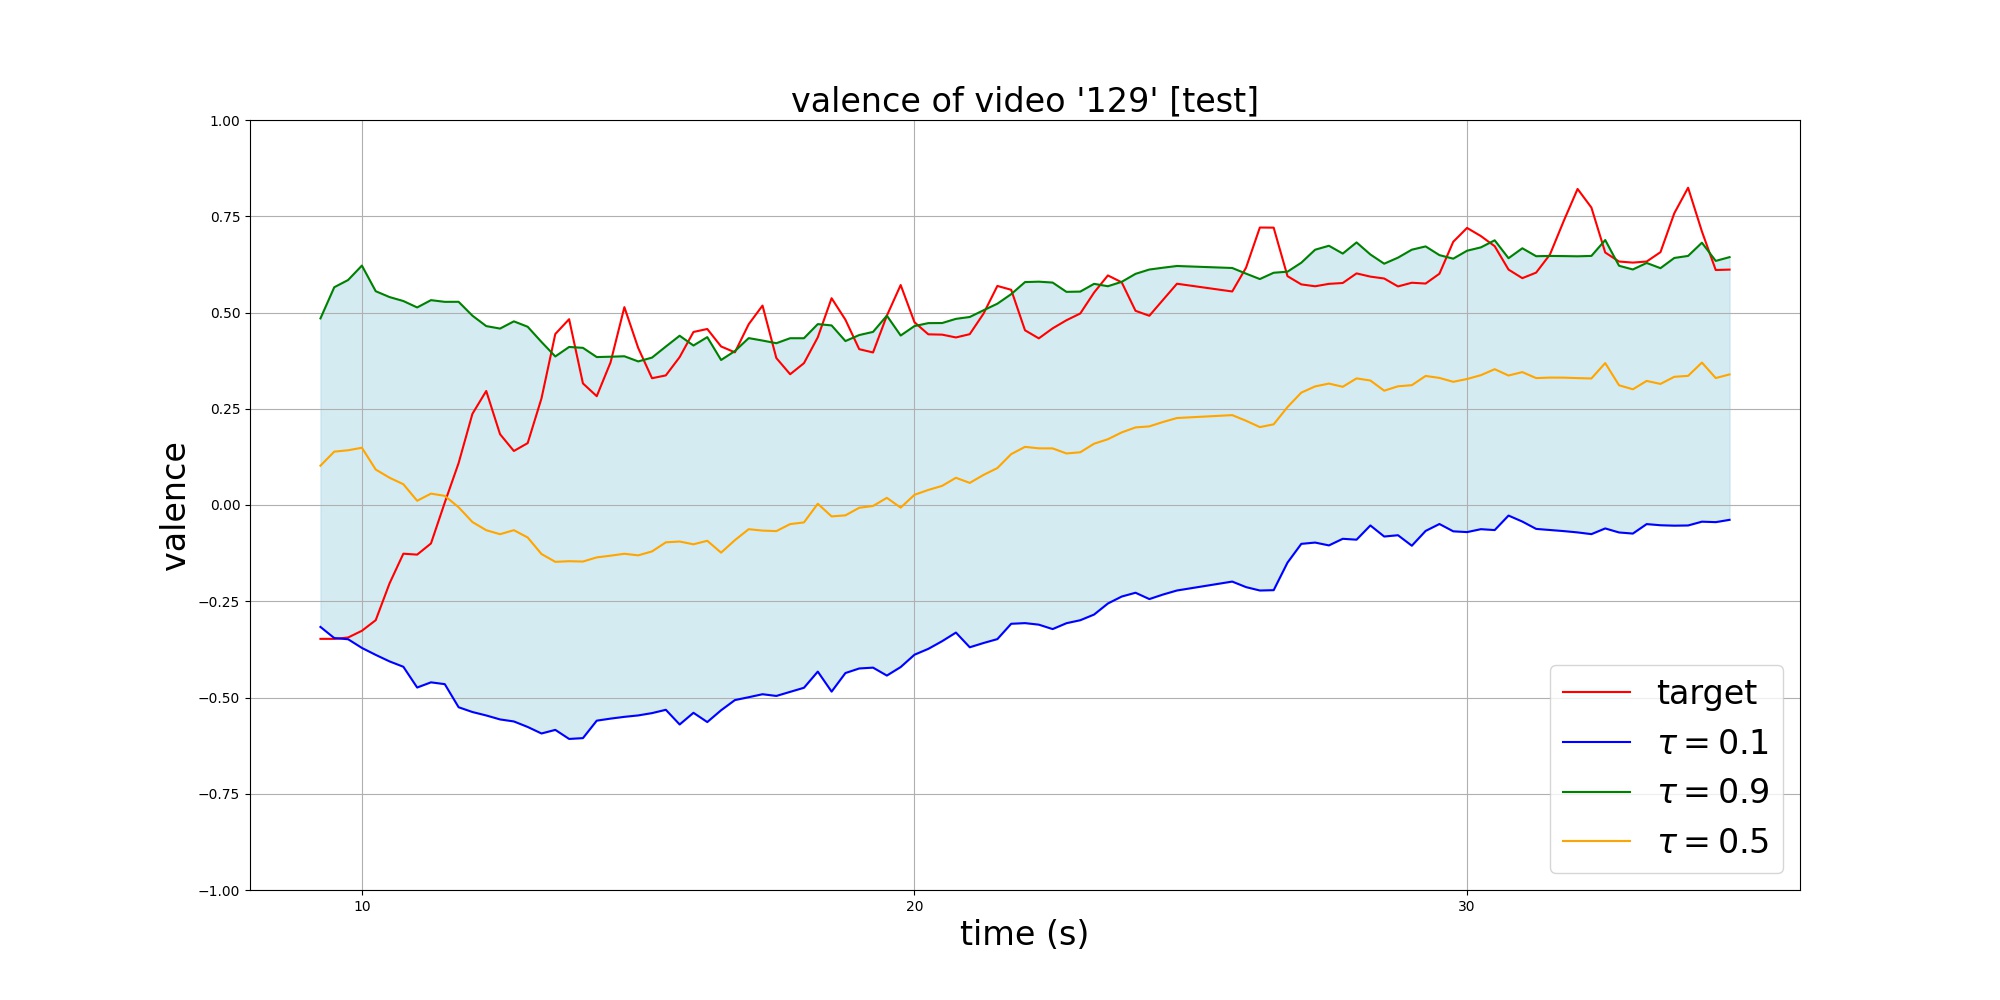 valence of video '129' [test]
1.00
0.75
0.50
0.25
0.00
−0.25
−0.50
−0.75
−1.00
valence
10
20
30
time (s)
target
τ = 0.1
τ = 0.9
τ = 0.5